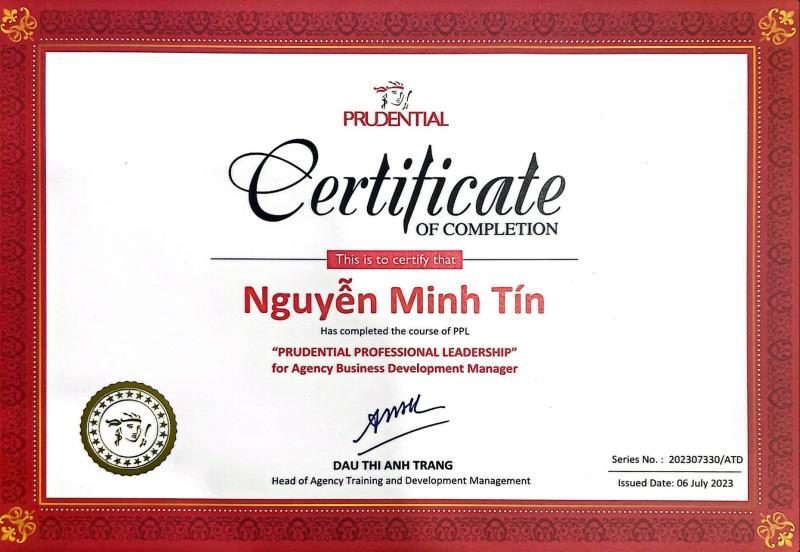 PRUDENTIAL
Certificate
OF COMPLETION
This is to certify that
Nguyễn Minh Tín
Has completed the course of PPL
“PRUDENTIAL PROFESSIONAL LEADERSHIP”
for Agency Business Development Manager
DAU THI ANH TRANG
Head of Agency Training and Development Management
Series No. : 202307330/ATD
Issued Date: 06 July 2023